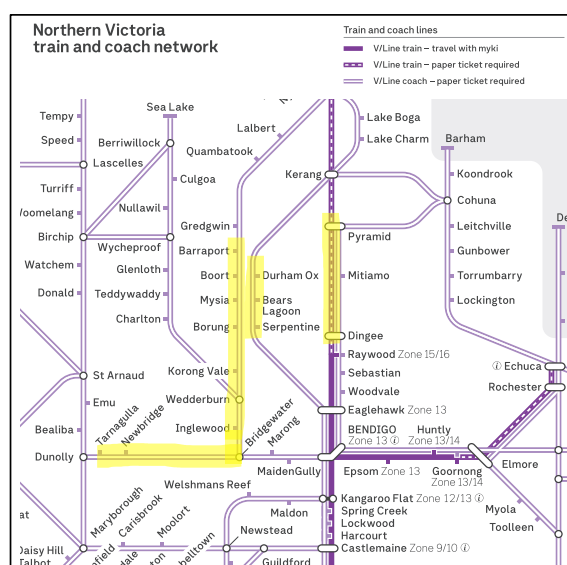 Northern Victoria
train and coach network
Train and coach lines
V/Line train – travel with myki
V/Line train – paper ticket required
V/Line coach – paper ticket required
Tempy
Speed
Lascelles
Turriff
Birchip
Watchem
Donald
St Arnaud
Emu
Bealiba
Dunolly
Sea Lake
Berriwillock
Culgoa
Nullawil
Wycheproof
Glenloth
Teddywaddy
Charlton
Lalbert
Quambatook
Gredgwin
Barraport
Boort
Mysia
Borung
Korong Vale
Wedderburn
Inglewood
Bridgewater
Marong
MaidenGully
Tarnagulla
Newbridge
Durham Ox
Bears
Lagoon
Serpentine
Lake Boga
Lake Charm
Kerang
Pyramid
Mitiamo
Dingee
Raywood Zone 15/16
Sebastian
Woodvale
Eaglehawk Zone 13
BENDIGO
Zone 13 ⓘ
Huntly
Zone 13/14
Epsom Zone 13
Goornong
Zone 13/14
Barham
Koondrook
Cohuna
Leitchville
Gunbower
Torrumbarry
Lockington
De
ⓘ Echuca
Rochester
Elmore
Myola
Toolleen
Kangaroo Flat Zone 12/13 ⓘ
Spring Creek
Lockwood
Harcourt
Castlemaine Zone 9/10 ⓘ
Welshmans Reef
Maldon
Newstead
Guildford
Maryborough
Carisbrook
Moolort